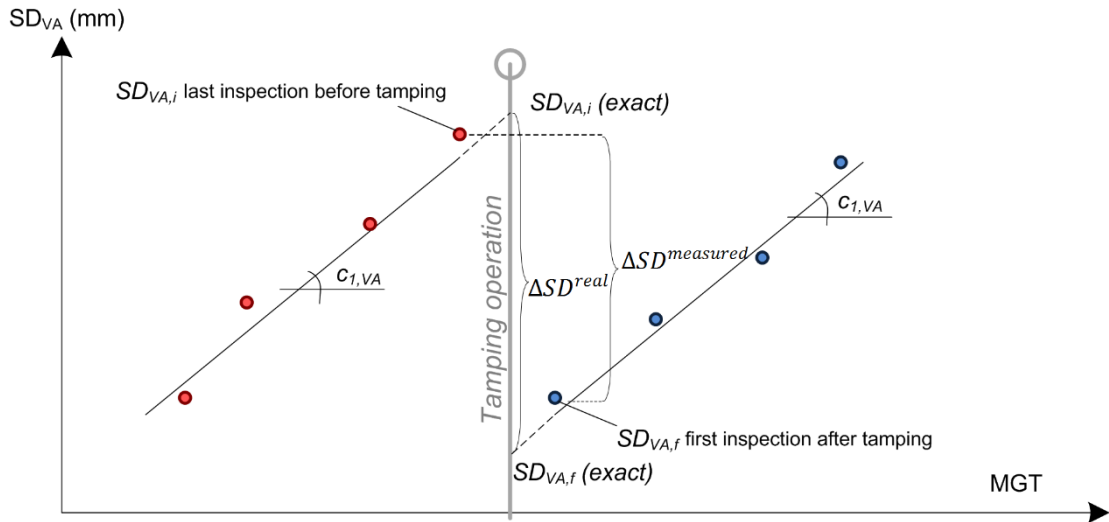 SD_VA (mm)
SD_VA,i last inspection before tamping
SD_VA,i (exact)
c_1,VA
Tamping operation
ΔSD^real
ΔSD^measured
c_1,VA
SD_VA,f first inspection after tamping
SD_VA,f (exact)
MGT